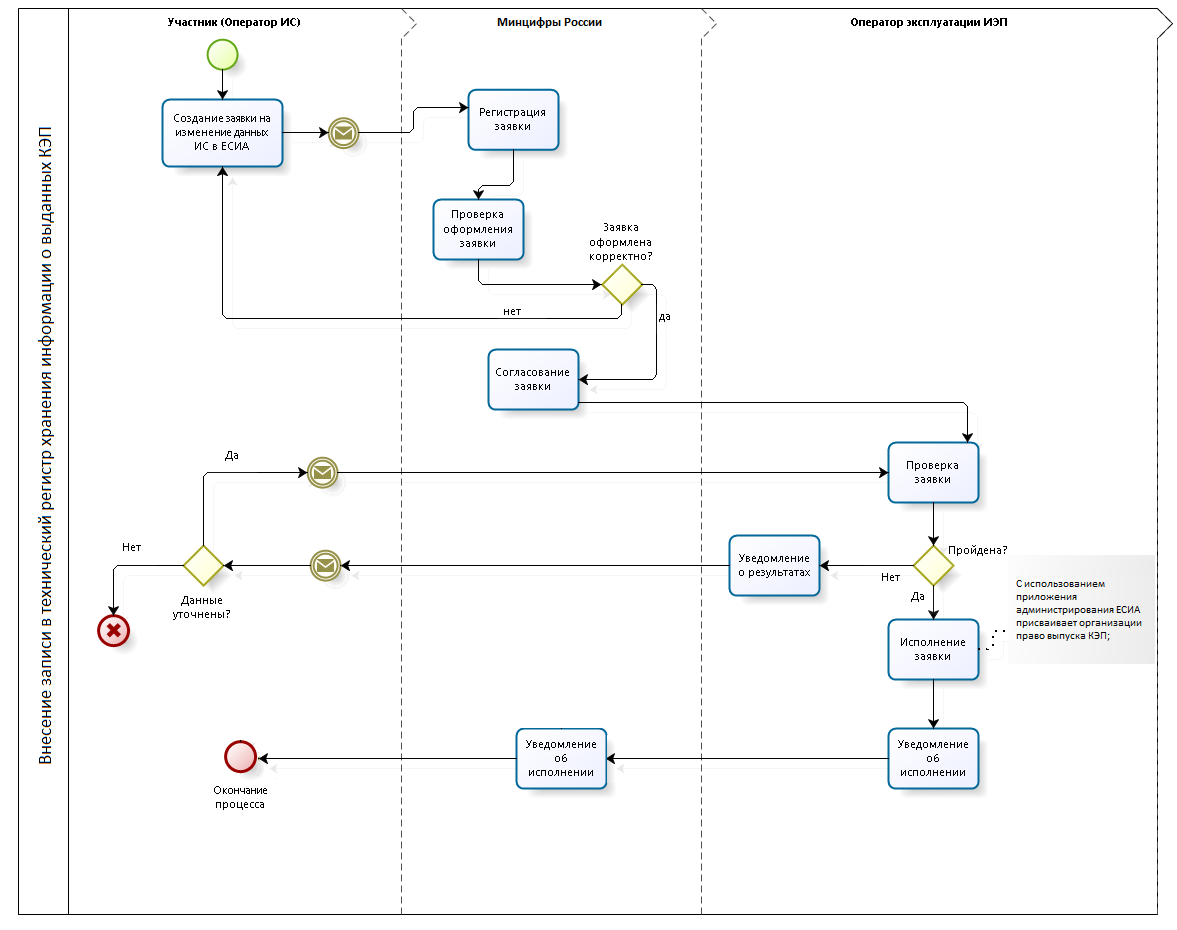 Внесение записи в технический регистр хранения информации о выданных КЭП
Участник (Оператор ИС)
Минцифры России
Оператор эксплуатации ИЭП
Создание заявки на
изменение данных
ИС в ЕСИА
Регистрация
заявки
Проверка
оформления
заявки
Заявка
оформлена
корректно?
нет
да
Согласование
заявки
Да
Проверка
заявки
Нет
Данные
уточнены?
Уведомление
о результатах
Пройдена?
Нет
Да
С использованием
приложения
администрирования ЕСИА
присваивает организации
право выпуска КЭП;
Исполнение
заявки
Уведомление
об
исполнении
Уведомление
об
исполнении
Окончание
процесса